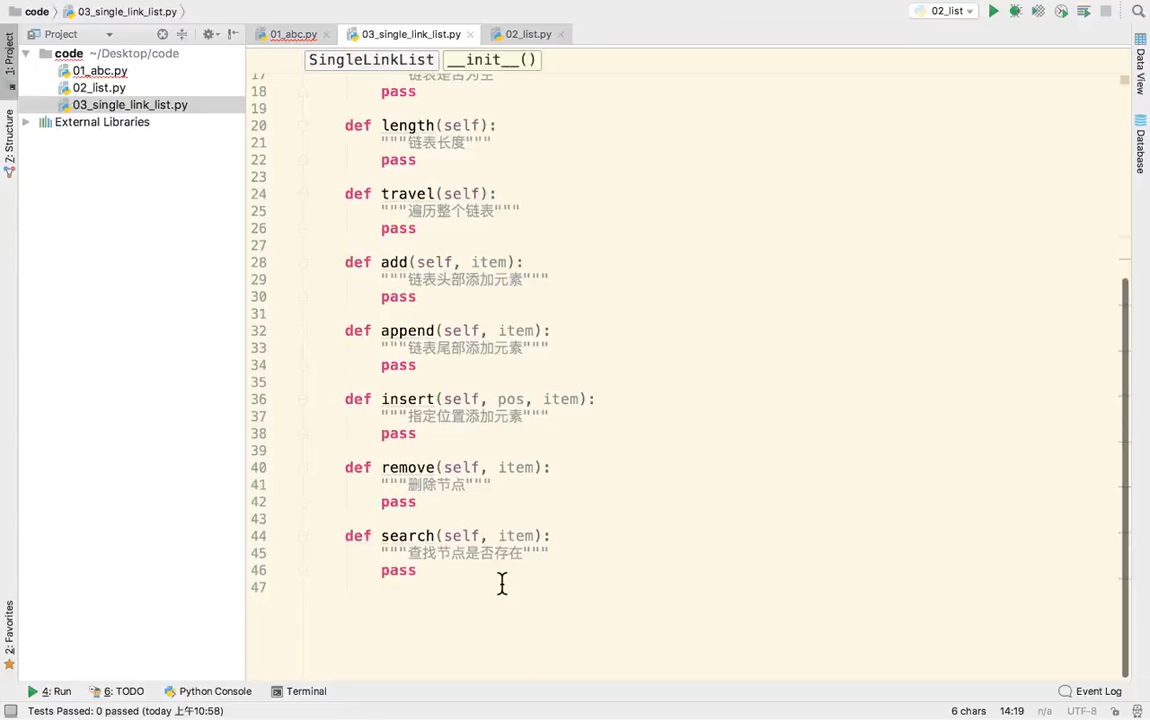 code 03_single_link_list.py 02_list
1: Project
Project
01_abc.py 03_single_link_list.py 02_list.py
code ~/Desktop/code
01_abc.py
02_list.py
03_single_link_list.py
External Libraries
7: Structure
2: Favorites
Data View
Database
SingleLinkList __init__()
17 链表是否为空
18 pass
19
20 def length(self):
21 """链表长度"""
22 pass
23
24 def travel(self):
25 """遍历整个链表"""
26 pass
27
28 def add(self, item):
29 """链表头部添加元素"""
30 pass
31
32 def append(self, item):
33 """链表尾部添加元素"""
34 pass
35
36 def insert(self, pos, item):
37 """指定位置添加元素"""
38 pass
39
40 def remove(self, item):
41 """删除节点"""
42 pass
43
44 def search(self, item):
45 """查找节点是否存在"""
46 pass
47
4: Run 6: TODO Python Console Terminal Event Log
Tests Passed: 0 passed (today 上午10:58) 6 chars 14:19 n/a UTF-8